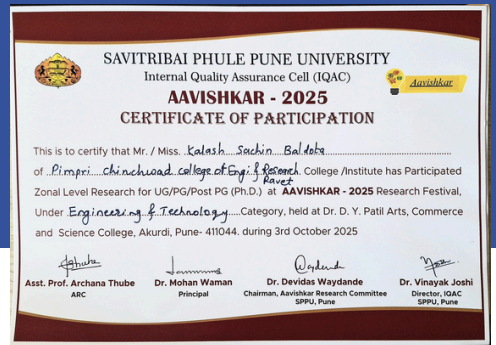 SAVITRIBAI PHULE PUNE UNIVERSITY
Internal Quality Assurance Cell (IQAC)
Aavishkar
AAVISHKAR - 2025
CERTIFICATE OF PARTICIPATION
This is to certify that Mr. / Miss. Kalash Sachin Baldota
of Pimpri chinchwad college of Engi & Research Ravet College /Institute has Participated
Zonal Level Research for UG/PG/Post PG (Ph.D.) at AAVISHKAR - 2025 Research Festival,
Under Engineering & Technology Category, held at Dr. D. Y. Patil Arts, Commerce
and Science College, Akurdi, Pune- 411044. during 3rd October 2025
Asst. Prof. Archana Thube
ARC
Dr. Mohan Waman
Principal
Dr. Devidas Waydande
Chairman, Aavishkar Research Committee
SPPU, Pune
Dr. Vinayak Joshi
Director, IQAC
SPPU, Pune